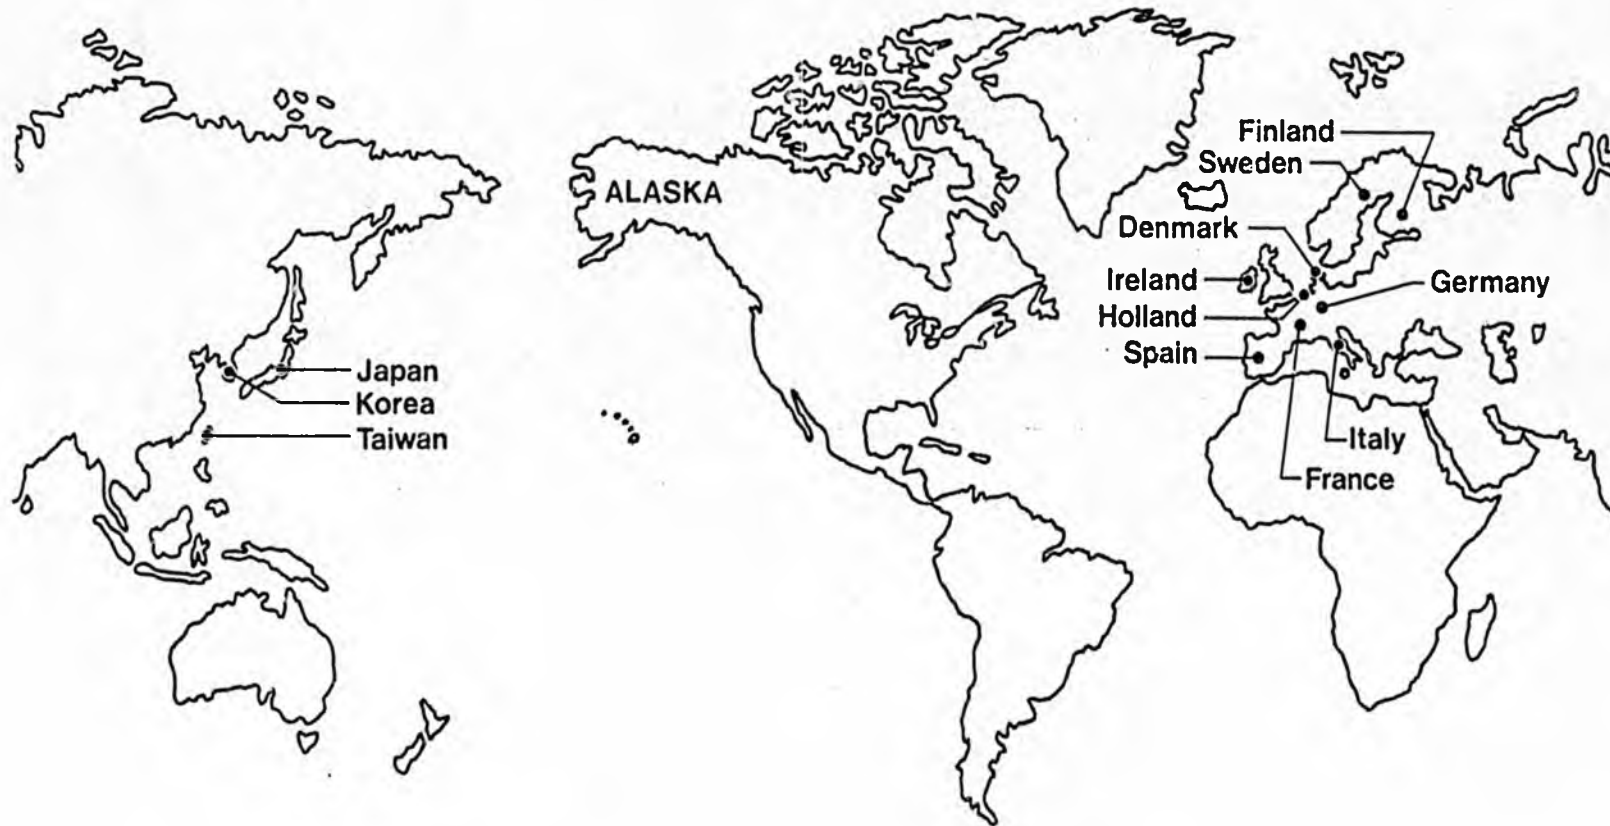 Finland
Sweden
ALASKA
Denmark
Ireland
Germany
Holland
Spain
Japan
Korea
Taiwan
Italy
France